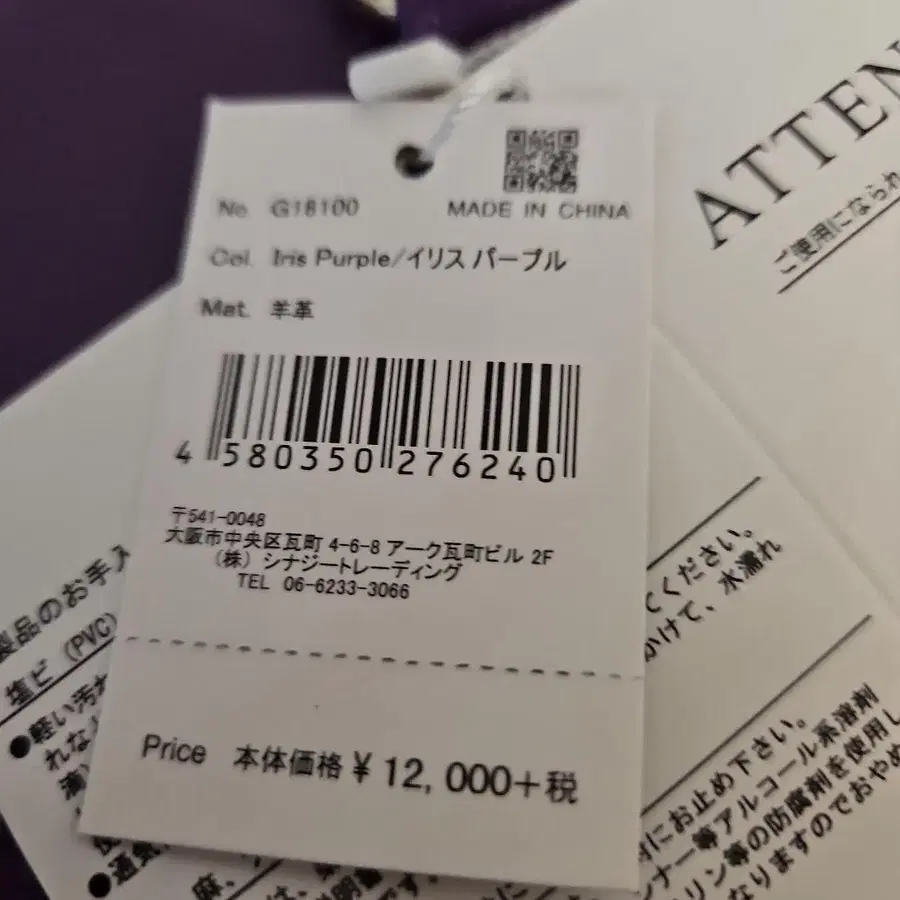 No. G18100
MADE IN CHINA
Col. Iris Purple/イリス パープル
Mat. 羊革
4 580350 276240
〒541-0048
大阪市中央区瓦町 4-6-8 アーク瓦町ビル 2F
(株) シナジートレーディング
TEL 06-6233-3066
Price 本体価格 ¥ 12,000+税
ATTEN
ご使用になられ
てください。
かけて、水濡れ
にお止め下さい。
ナー等アルコール系溶剤
リン等の防腐剤を使用し
なりますのでおやめ
製品のお手入
塩ビ (PVC)
●軽い汚れ
れな
●通気
麻、